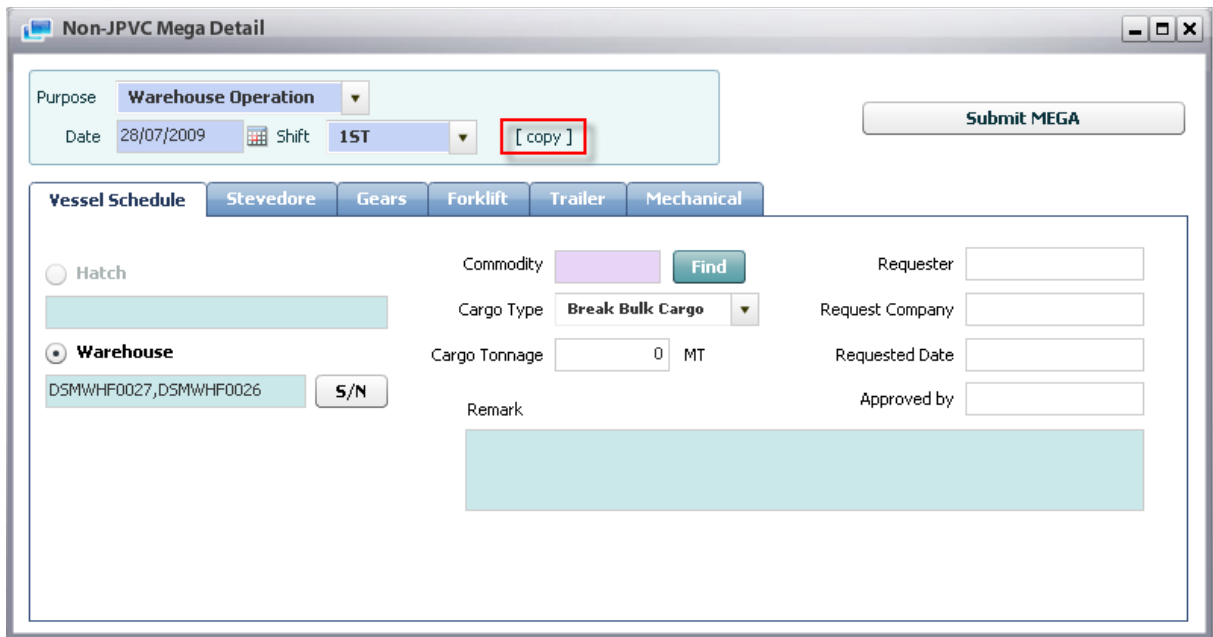 Non-JPVC Mega Detail
Purpose Warehouse Operation
Date 28/07/2009 Shift 1ST [ copy ]
Submit MEGA
Vessel Schedule Stevedore Gears Forklift Trailer Mechanical
Hatch
Warehouse
DSMWHF0027,DSMWHF0026 S/N
Commodity Find
Cargo Type Break Bulk Cargo
Cargo Tonnage 0 MT
Remark
Requester
Request Company
Requested Date
Approved by